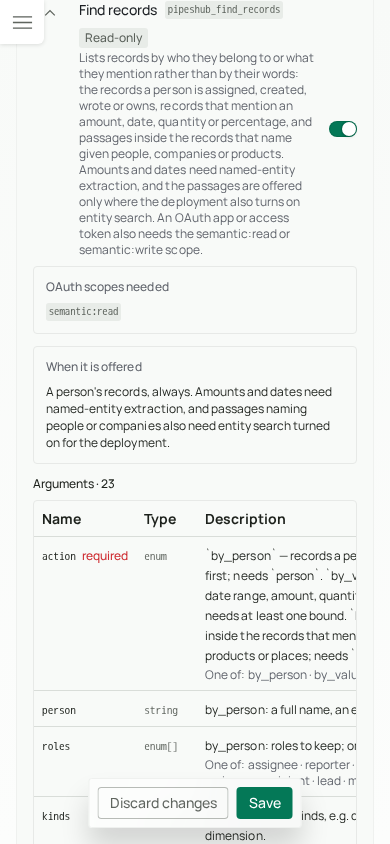 Find records pipeshub_find_records
Read-only
Lists records by who they belong to or what
they mention rather than by their words:
the records a person is assigned, created,
wrote or owns, records that mention an
amount, date, quantity or percentage, and
passages inside the records that name
given people, companies or products.
Amounts and dates need named-entity
extraction, and the passages are offered
only where the deployment also turns on
entity search. An OAuth app or access
token also needs the semantic:read or
semantic:write scope.
OAuth scopes needed
semantic:read
When it is offered
A person's records, always. Amounts and dates need
named-entity extraction, and passages naming
people or companies also need entity search turned
on for the deployment.
Arguments · 23
Name Type Description
action required enum `by_person` — records a pe
first; needs `person`. `by_v
date range, amount, quanti
needs at least one bound. `
inside the records that men
products or places; needs `
One of: by_person · by_valu
person string by_person: a full name, an e
roles enum[] by_person: roles to keep; o
One of: assignee · reporter ·
· lead · m
kinds inds, e.g. c
dimension.
Discard changes Save